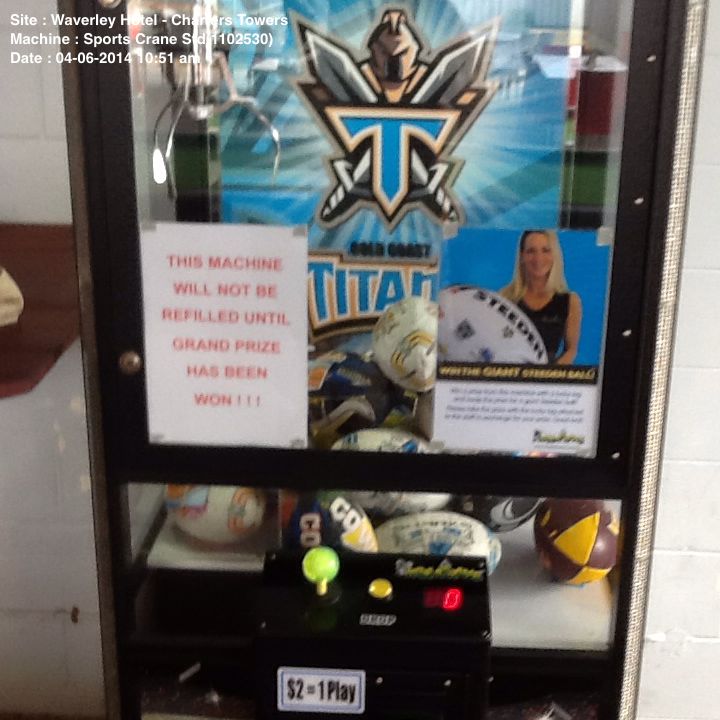 Site : Waverley Hotel - Charters Towers
Machine : Sports Crane Std(1102530)
Date : 04-06-2014 10:51 am
T
GOLD COAST
TITAN
THIS MACHINE
WILL NOT BE
REFILLED UNTIL
GRAND PRIZE
HAS BEEN
WON ! ! !
STEEDEN
WIN THE GIANT STEEDEN BALL!
DROP
0
$2 = 1 Play